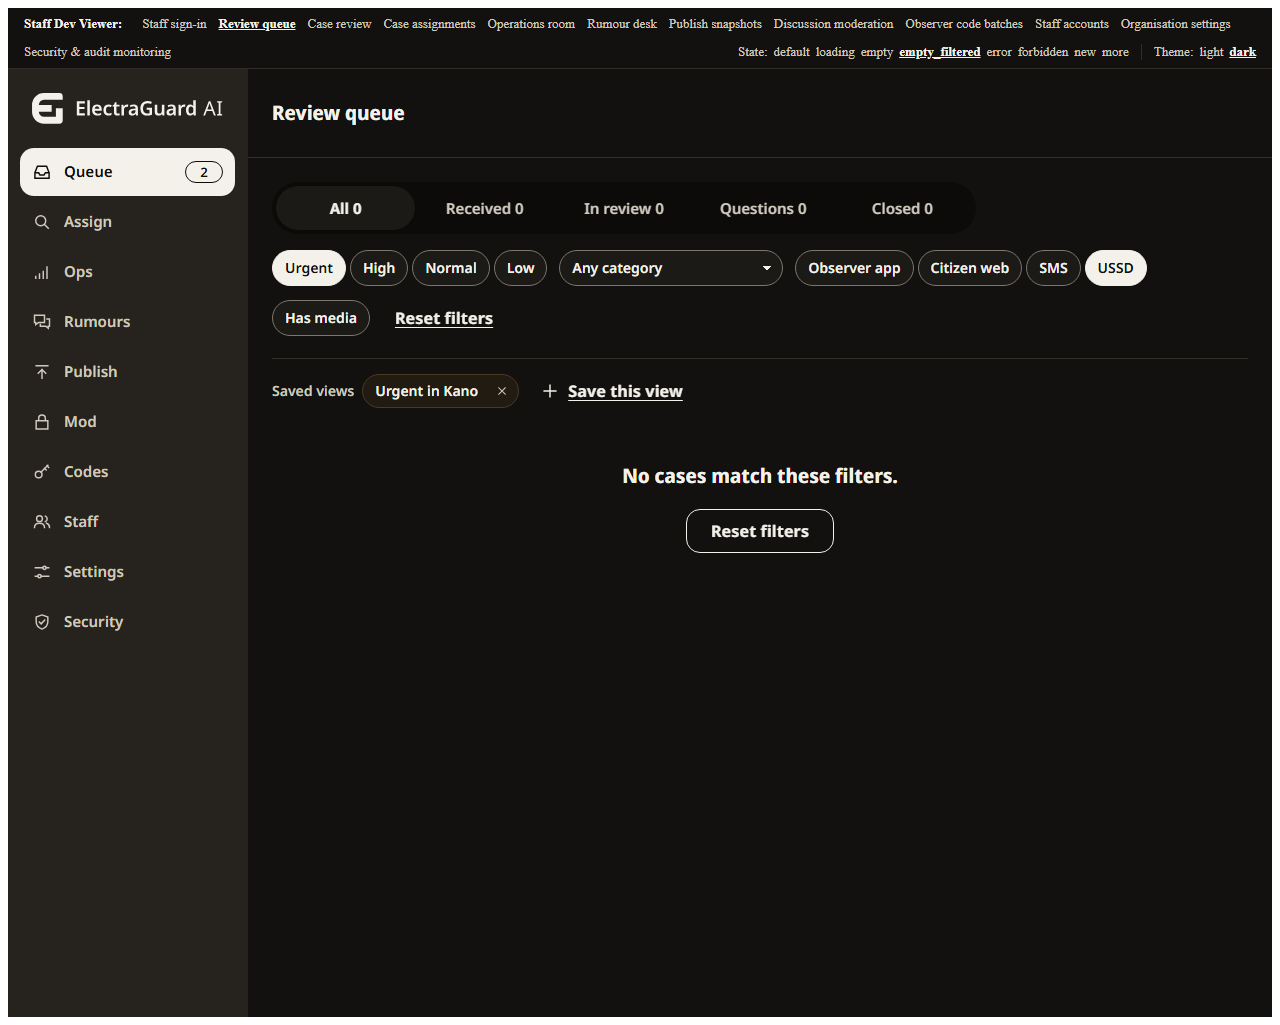 Staff Dev Viewer: Staff sign-in Review queue Case review Case assignments Operations room Rumour desk Publish snapshots Discussion moderation Observer code batches Staff accounts Organisation settings
Security & audit monitoring State: default loading empty empty_filtered error forbidden new more Theme: light dark
ElectraGuard AI
Review queue
Queue 2
Assign
Ops
Rumours
Publish
Mod
Codes
Staff
Settings
Security
All 0 Received 0 In review 0 Questions 0 Closed 0
Urgent High Normal Low Any category Observer app Citizen web SMS USSD
Has media Reset filters
Saved views Urgent in Kano × + Save this view
No cases match these filters.
Reset filters